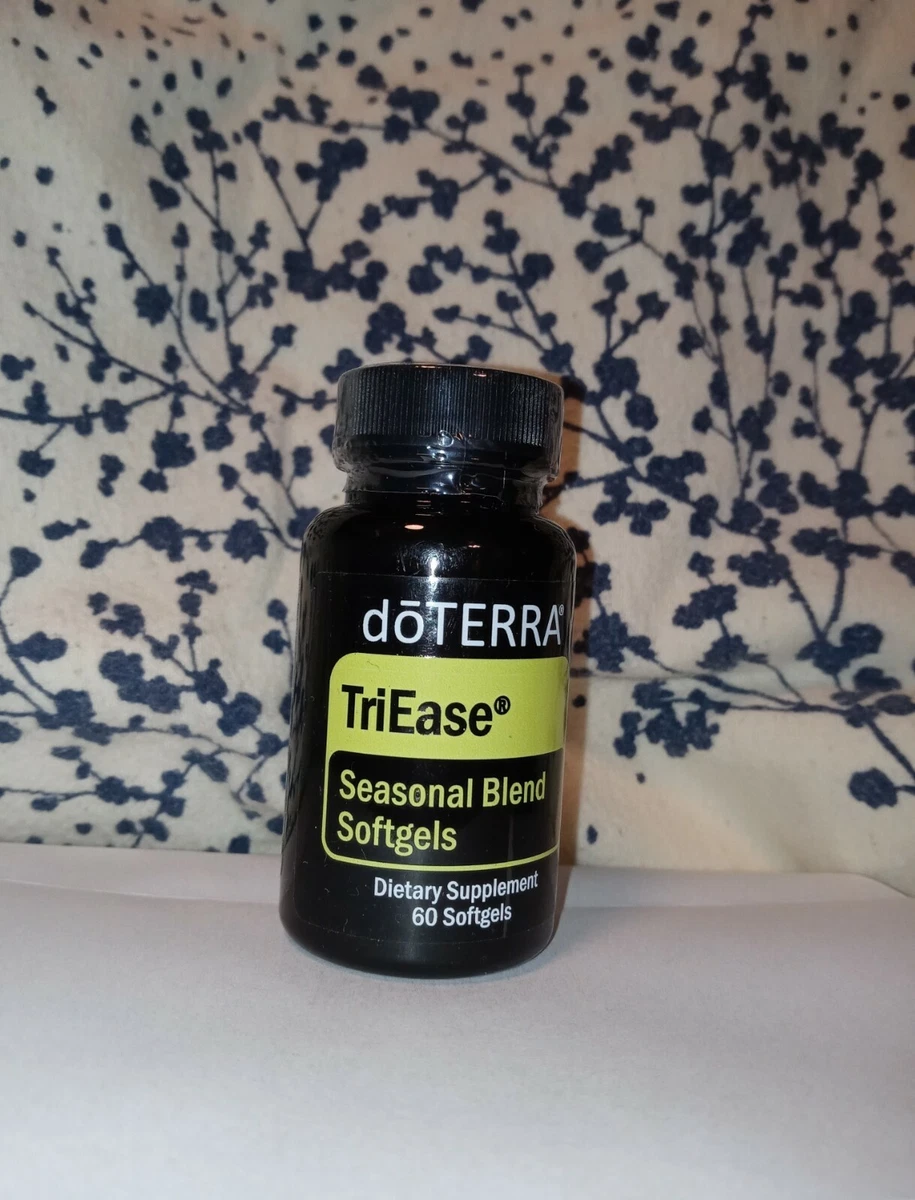 dōTERRA®
TriEase®
Seasonal Blend
Softgels
Dietary Supplement
60 Softgels